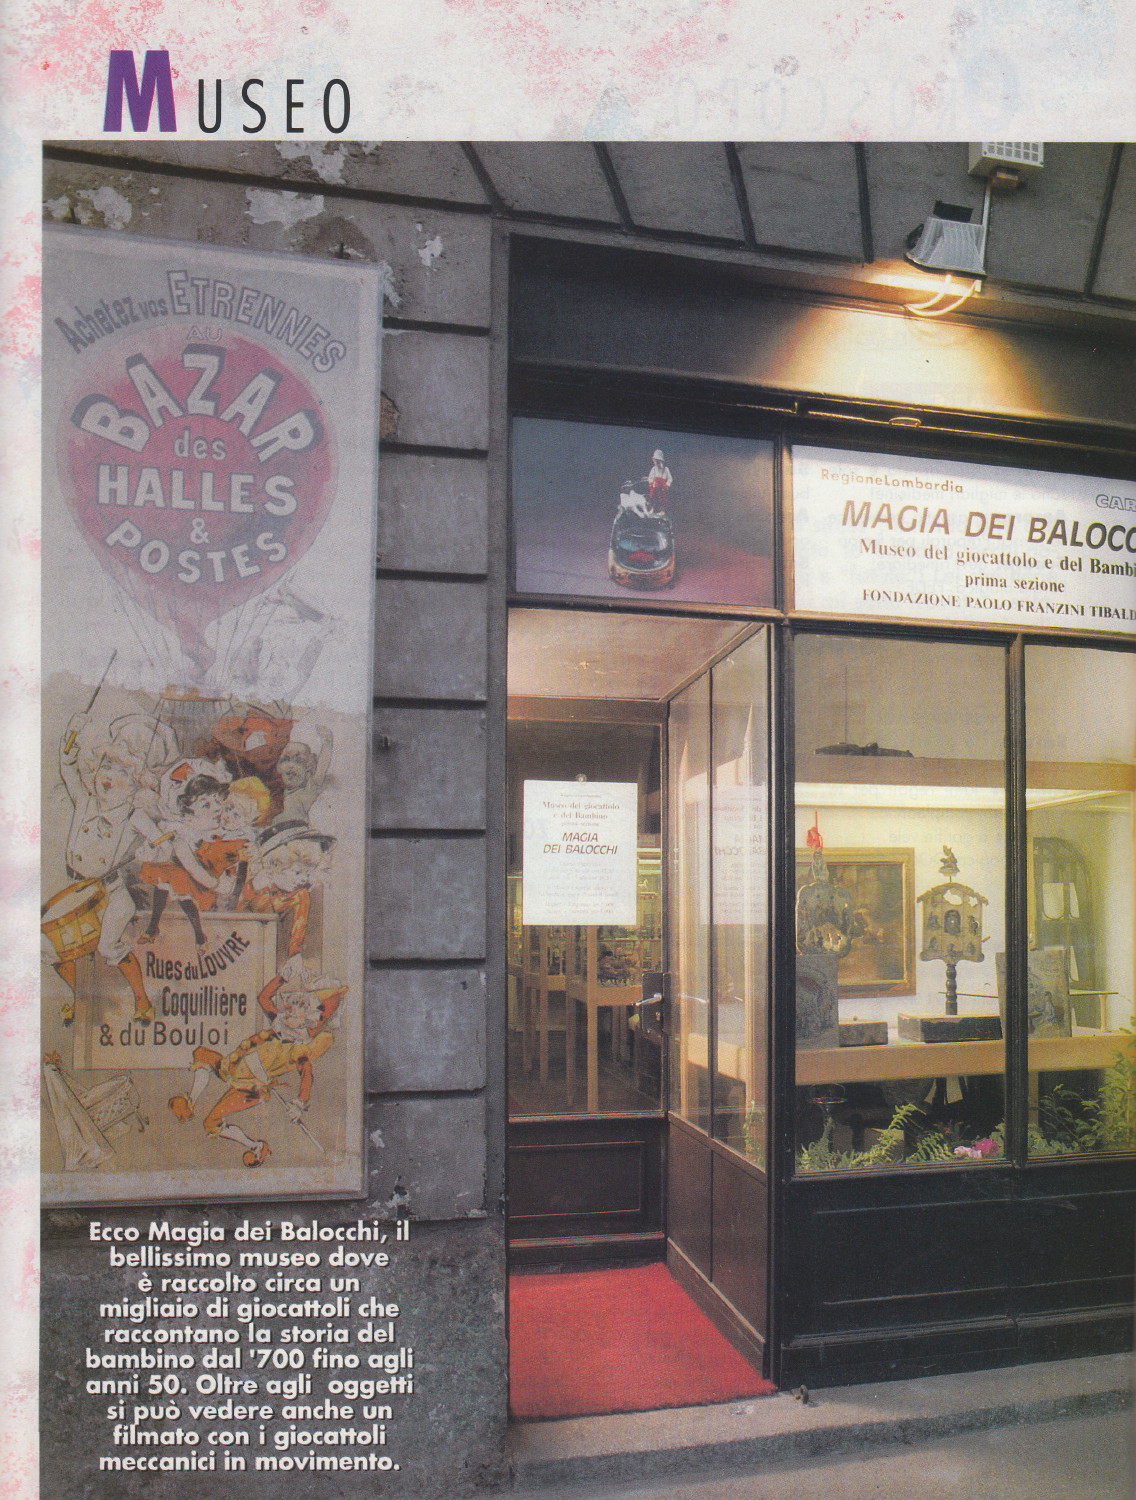 MUSEO
Achetez vos ETRENNES
AU
BAZAR
des
HALLES
&
POSTES
Rues du LOUVRE
Coquillière
& du Bouloi
RegioneLombardia
CAR
MAGIA DEI BALOCC
Museo del giocattolo e del Bambi
prima sezione
FONDAZIONE PAOLO FRANZINI TIBALD
Museo del giocattolo
e del Bambino
prima sezione
MAGIA
DEI BALOCCHI
Ecco Magia dei Balocchi, il
bellissimo museo dove
è raccolto circa un
migliaio di giocattoli che
raccontano la storia del
bambino dal '700 fino agli
anni 50. Oltre agli oggetti
si può vedere anche un
filmato con i giocattoli
meccanici in movimento.